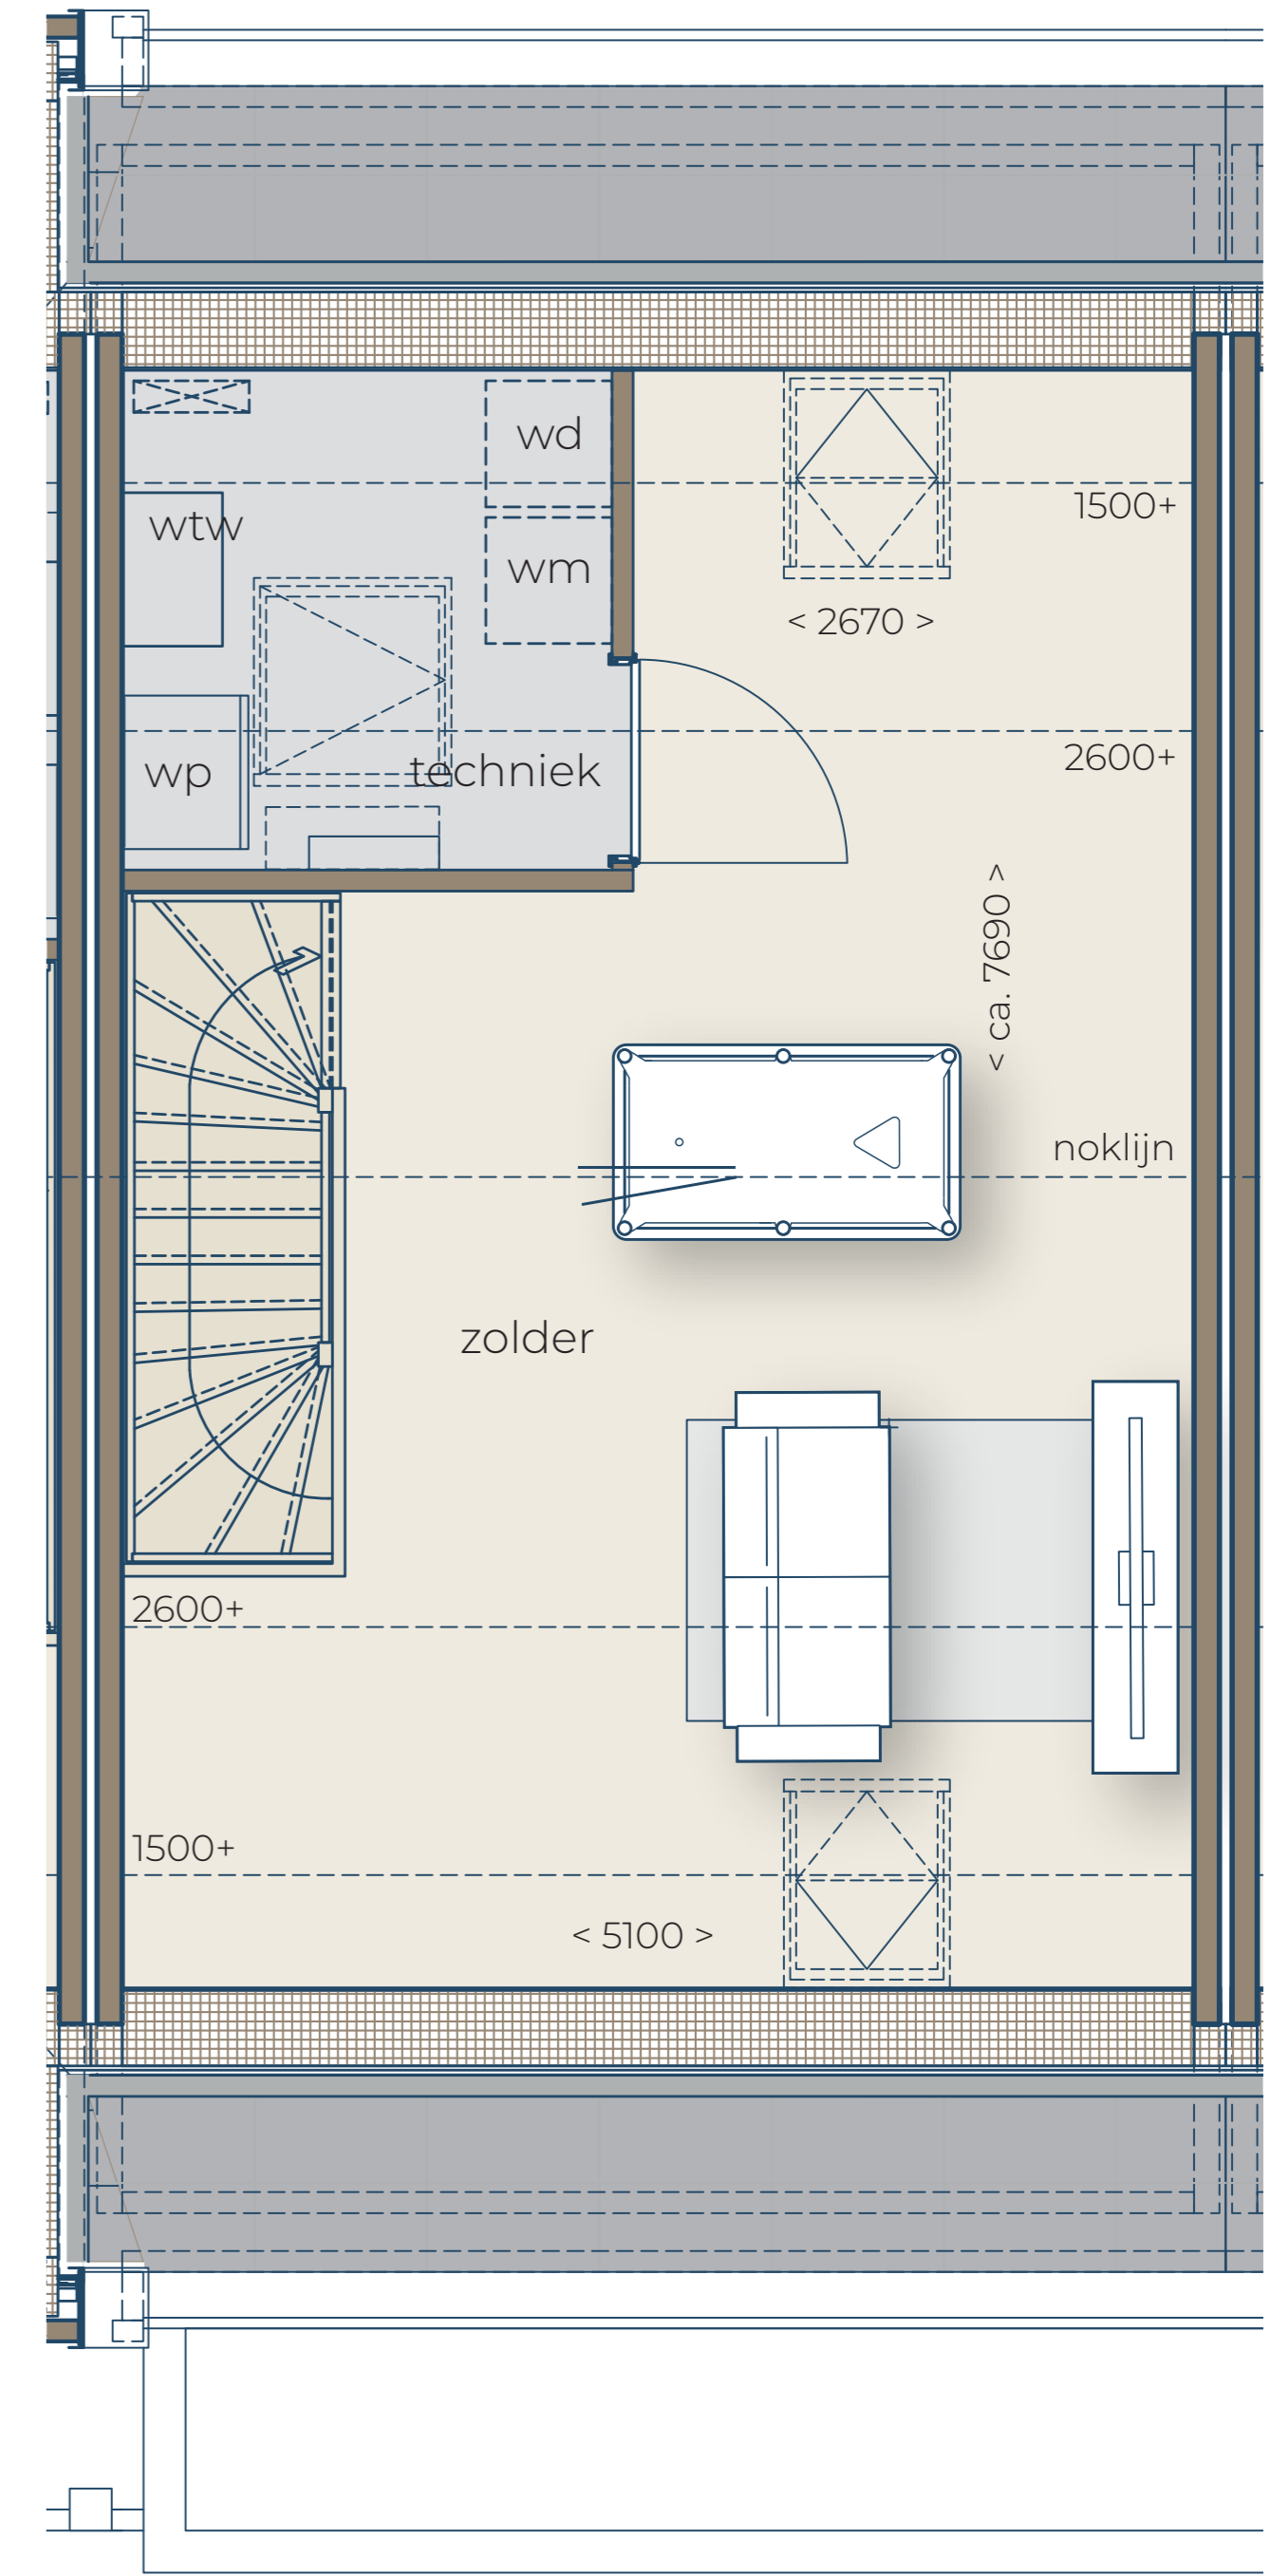 wd
wtw
1500+
wm
< 2670 >
2600+
wp
techniek
< ca. 7690 >
noklijn
zolder
2600+
1500+
< 5100 >